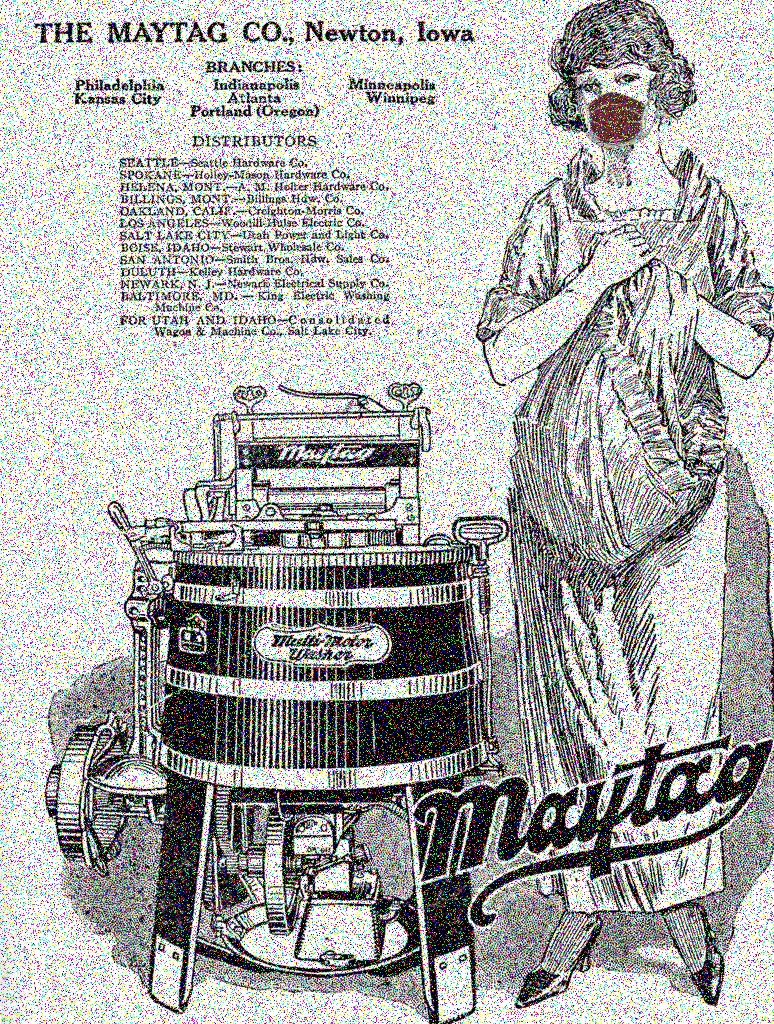 THE MAYTAG CO., Newton, Iowa
BRANCHES:
Philadelphia Indianapolis Minneapolis
Kansas City Atlanta Winnipeg
Portland (Oregon)
DISTRIBUTORS
SEATTLE—Seattle Hardware Co.
SPOKANE—Holley-Mason Hardware Co.
HELENA, MONT.—A. M. Holter Hardware Co.
BILLINGS, MONT.—Billings Hdw. Co.
OAKLAND, CALIF.—Creighton-Morris Co.
LOS ANGELES—Woodill-Hulse Electric Co.
SALT LAKE CITY—Utah Power and Light Co.
BOISE, IDAHO—Stewart Wholesale Co.
SAN ANTONIO—Smith Bros. Hdw. Sales Co.
DULUTH—Kelley Hardware Co.
NEWARK, N. J.—Newark Electrical Supply Co.
BALTIMORE, MD.—King Electric Washing
Machine Co.
FOR UTAH AND IDAHO—Consolidated
Wagon & Machine Co., Salt Lake City.
Maytag
Multi-Motor
Washer
Maytag